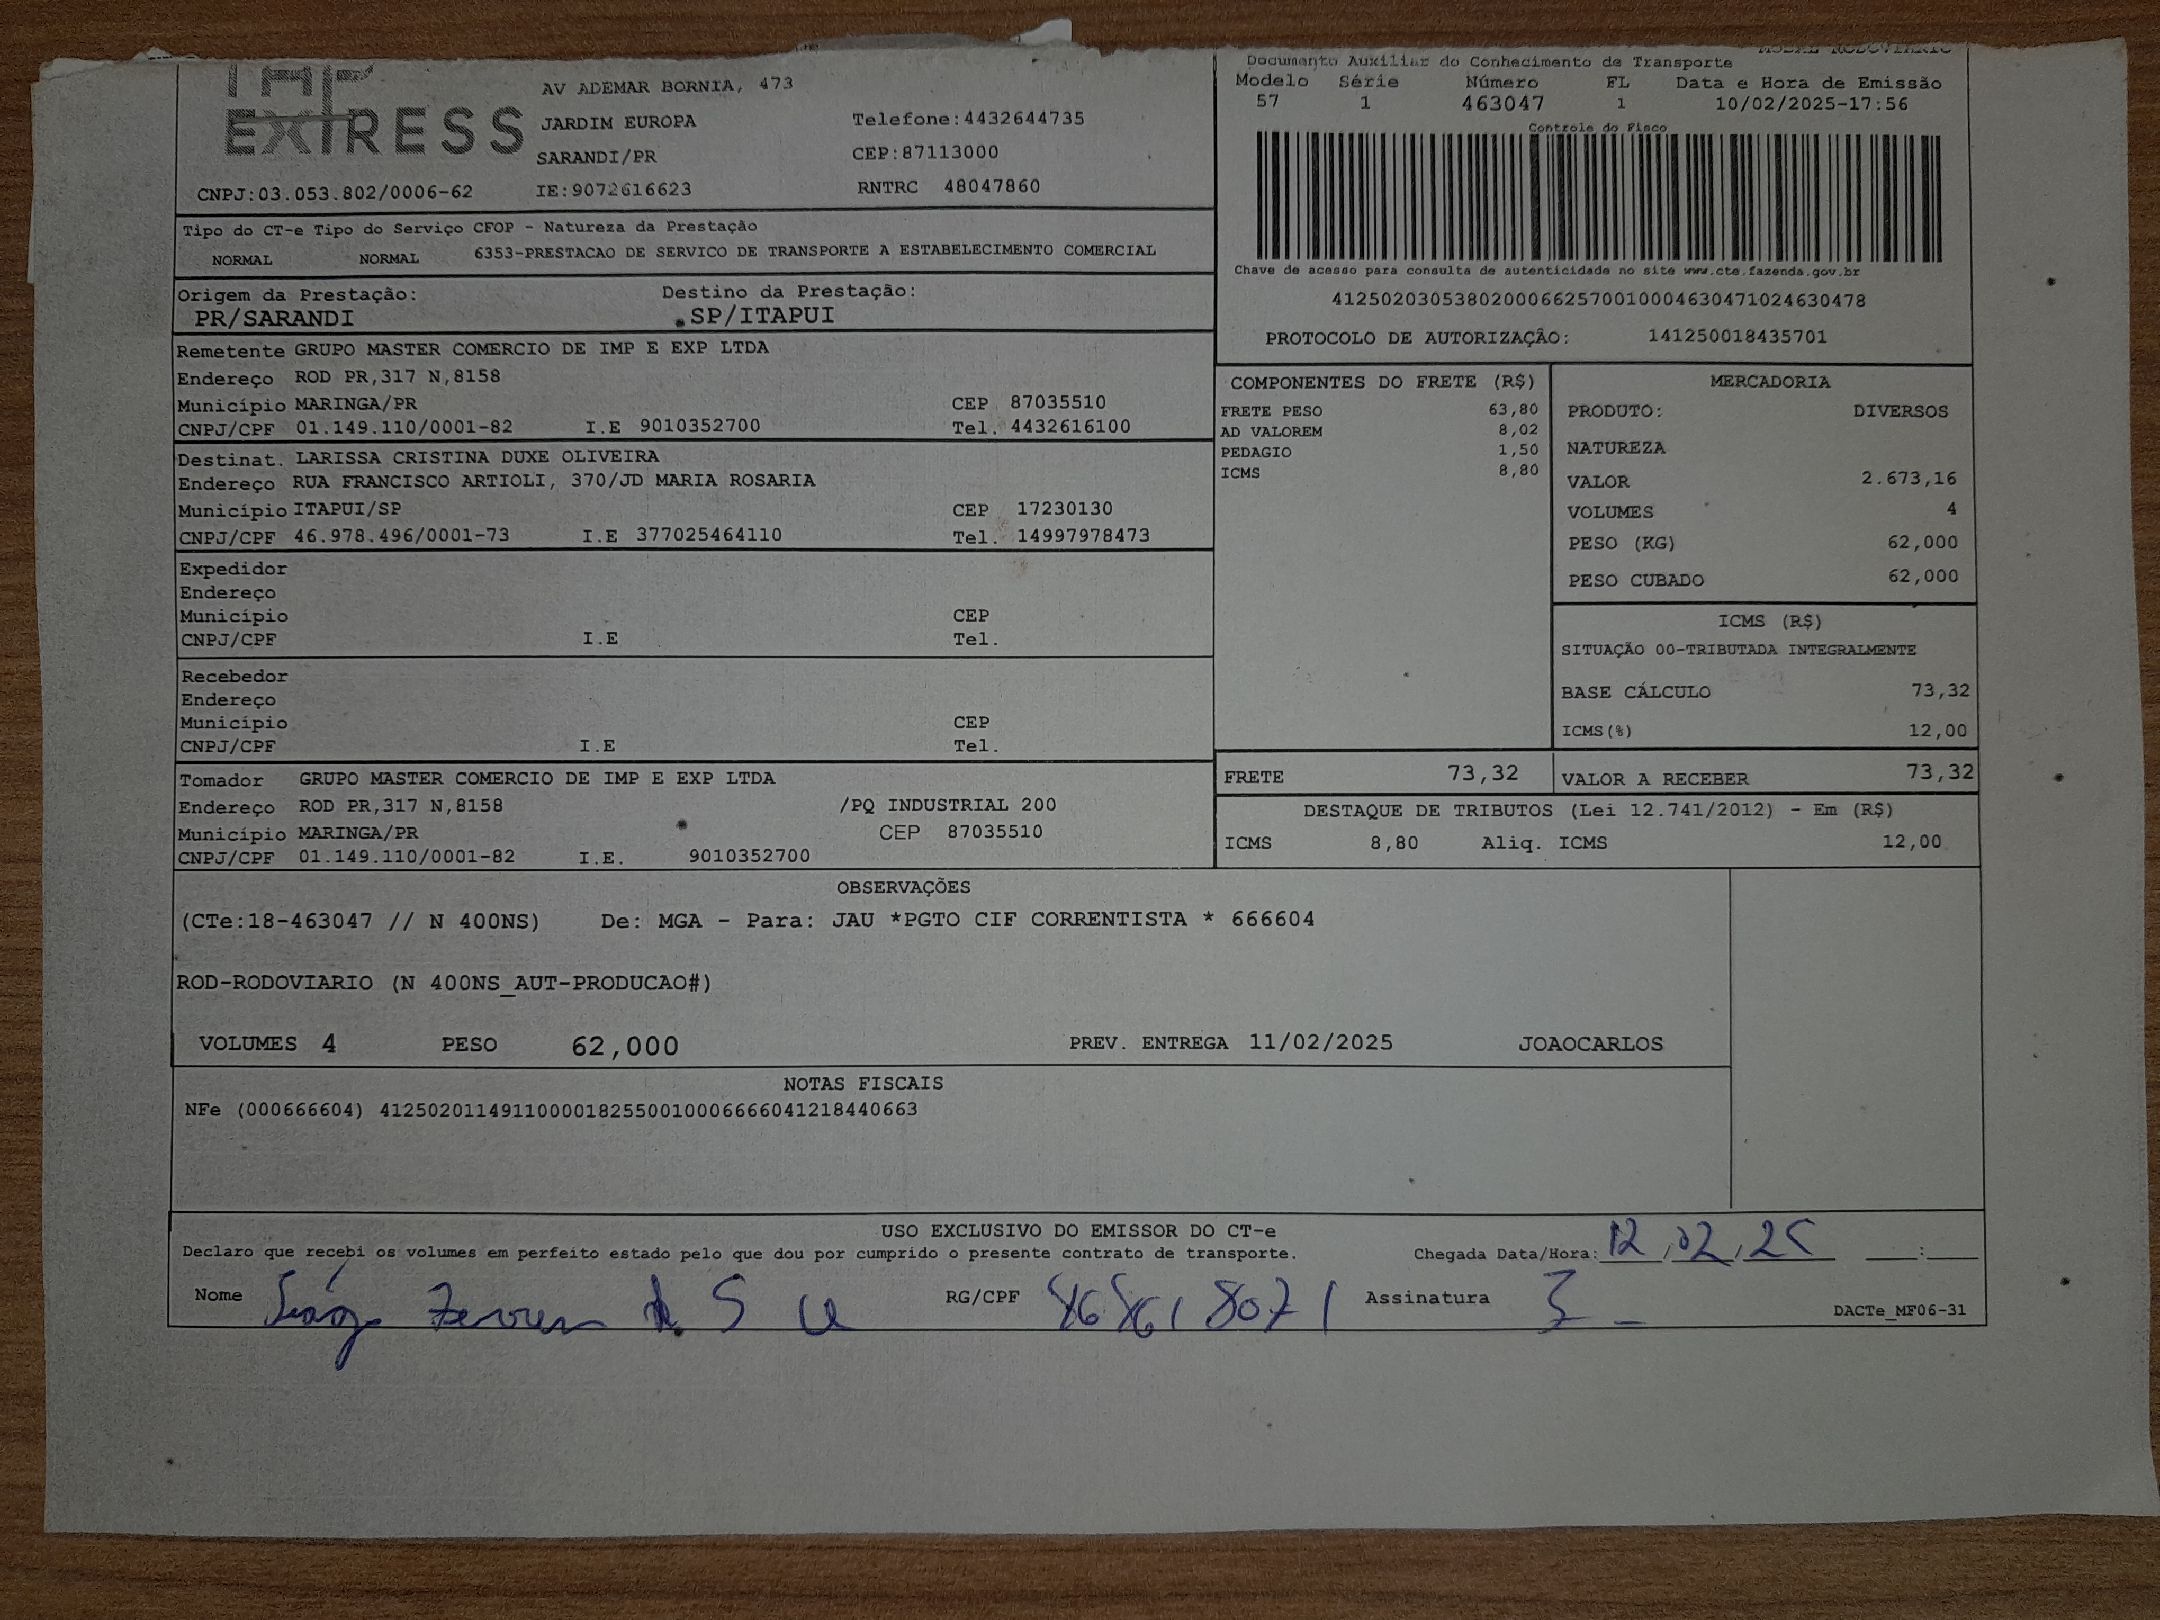 EXPRESS
AV ADEMAR BORNIA, 473
JARDIM EUROPA
Telefone:4432644735
SARANDI/PR
CEP:87113000
CNPJ:03.053.802/0006-62
IE:9072616623
RNTRC 48047860
Documento Auxiliar do Conhecimento de Transporte
Modelo Série Número FL Data e Hora de Emissão
57 1 463047 1 10/02/2025-17:56
Controle do Fisco
Chave de acesso para consulta de autenticidade no site www.cte.fazenda.gov.br
41250203053802000662570010004630471024630478
PROTOCOLO DE AUTORIZAÇÃO: 141250018435701
Tipo do CT-e Tipo do Serviço CFOP - Natureza da Prestação
NORMAL NORMAL 6353-PRESTACAO DE SERVICO DE TRANSPORTE A ESTABELECIMENTO COMERCIAL
Origem da Prestação: Destino da Prestação:
PR/SARANDI SP/ITAPUI
Remetente GRUPO MASTER COMERCIO DE IMP E EXP LTDA
Endereço ROD PR,317 N,8158
Município MARINGA/PR CEP 87035510
CNPJ/CPF 01.149.110/0001-82 I.E 9010352700 Tel. 4432616100
Destinat. LARISSA CRISTINA DUXE OLIVEIRA
Endereço RUA FRANCISCO ARTIOLI, 370/JD MARIA ROSARIA
Município ITAPUI/SP CEP 17230130
CNPJ/CPF 46.978.496/0001-73 I.E 377025464110 Tel. 14997978473
Expedidor
Endereço
Município CEP
CNPJ/CPF I.E Tel.
Recebedor
Endereço
Município CEP
CNPJ/CPF I.E Tel.
Tomador GRUPO MASTER COMERCIO DE IMP E EXP LTDA
Endereço ROD PR,317 N,8158 /PQ INDUSTRIAL 200
Município MARINGA/PR CEP 87035510
CNPJ/CPF 01.149.110/0001-82 I.E. 9010352700
COMPONENTES DO FRETE (R$)
FRETE PESO 63,80
AD VALOREM 8,02
PEDAGIO 1,50
ICMS 8,80
MERCADORIA
PRODUTO: DIVERSOS
NATUREZA
VALOR 2.673,16
VOLUMES 4
PESO (KG) 62,000
PESO CUBADO 62,000
ICMS (R$)
SITUAÇÃO 00-TRIBUTADA INTEGRALMENTE
BASE CÁLCULO 73,32
ICMS(%) 12,00
FRETE 73,32 VALOR A RECEBER 73,32
DESTAQUE DE TRIBUTOS (Lei 12.741/2012) - Em (R$)
ICMS 8,80 Aliq. ICMS 12,00
OBSERVAÇÕES
(CTe:18-463047 // N 400NS) De: MGA - Para: JAU *PGTO CIF CORRENTISTA * 666604
ROD-RODOVIARIO (N 400NS_AUT-PRODUCAO#)
VOLUMES 4 PESO 62,000 PREV. ENTREGA 11/02/2025 JOAOCARLOS
NOTAS FISCAIS
NFe (000666604) 41250201149110000182550010006666041218440663
USO EXCLUSIVO DO EMISSOR DO CT-e
Declaro que recebi os volumes em perfeito estado pelo que dou por cumprido o presente contrato de transporte. Chegada Data/Hora: 12,02,25 :
Nome RG/CPF Assinatura
DACTe_MF06-31